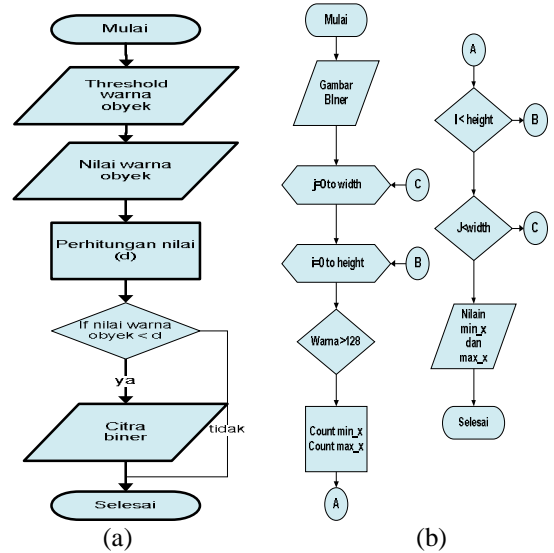 Mulai
Threshold
warna
obyek
Nilai warna
obyek
Perhitungan nilai
(d)
If nilai warna
obyek < d
ya
tidak
Citra
biner
Selesai
(a)
Mulai
Gambar
BIner
j=0 to width
C
i=0 to height
B
Warna>128
Count min_x
Count max_x
A
A
I< height
B
J<width
C
Nilain
min_x
dan
max_x
Selesai
(b)